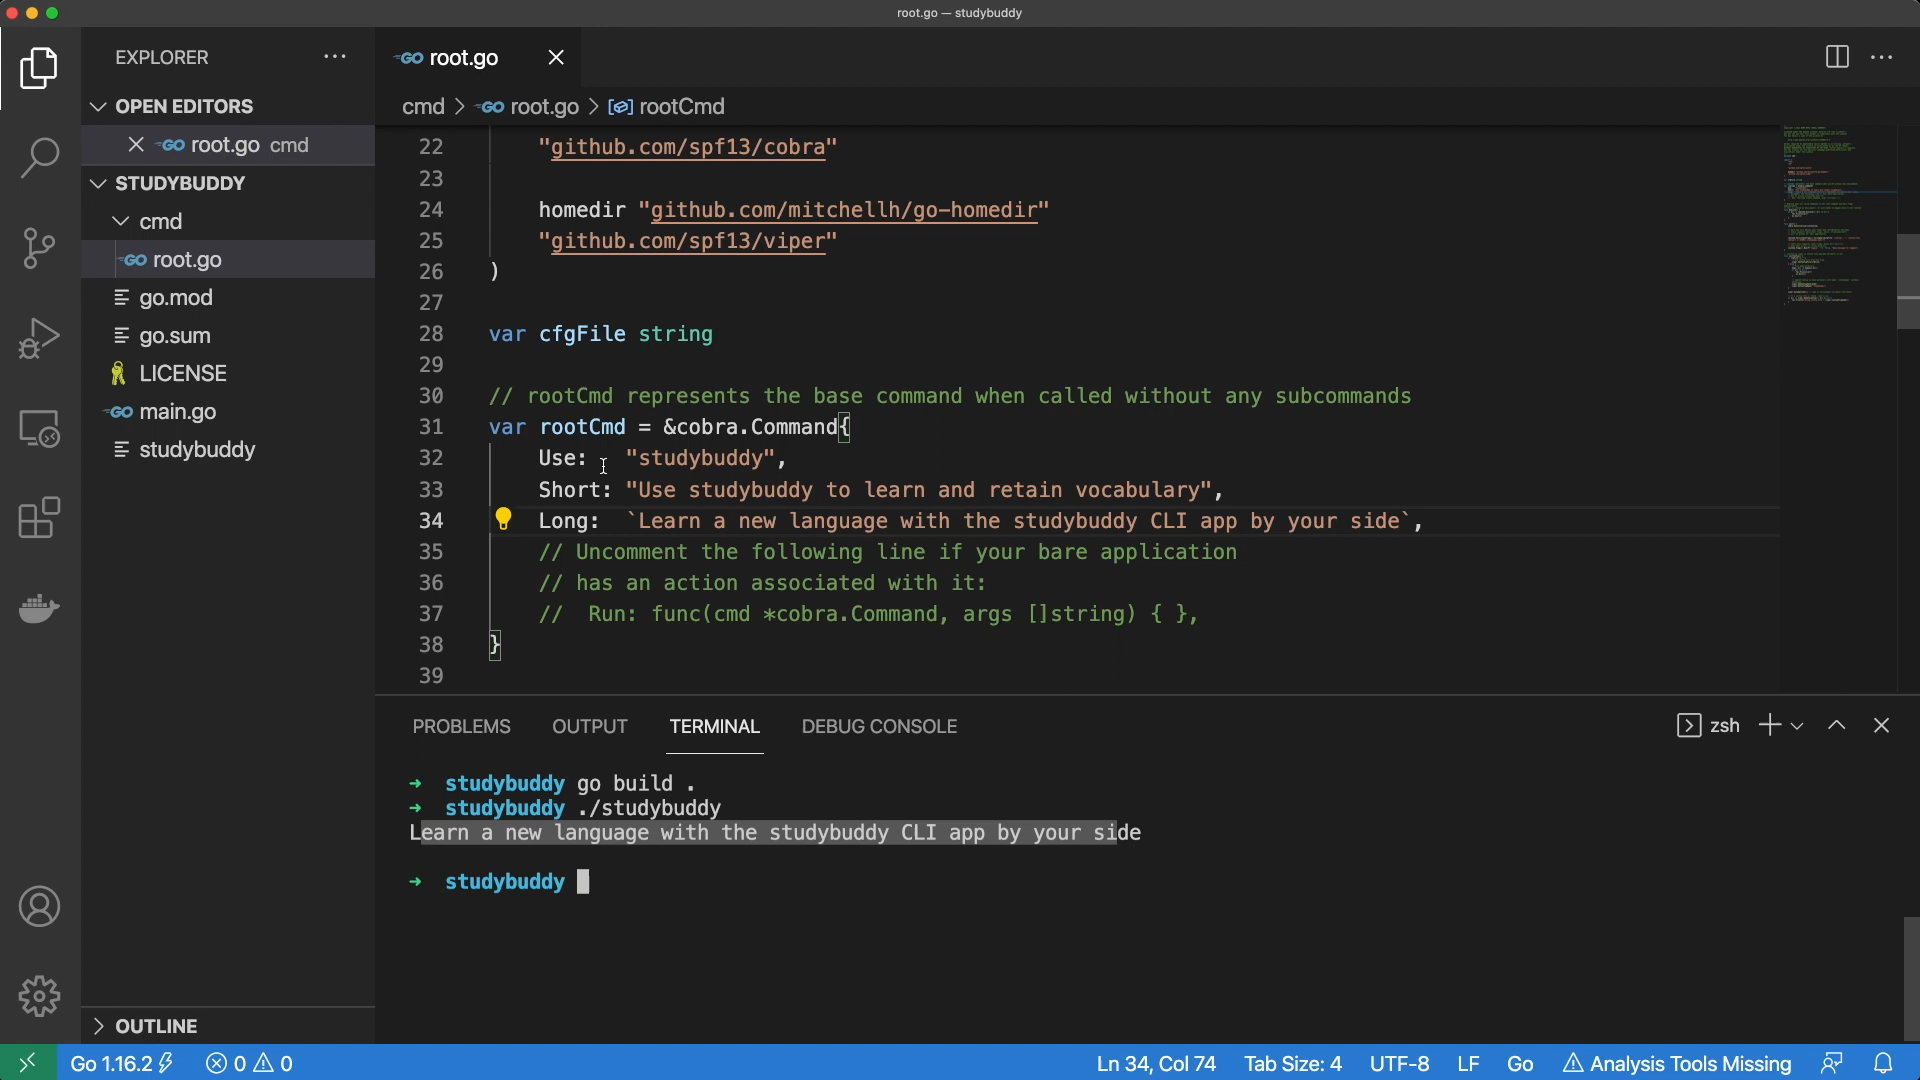 root.go — studybuddy
EXPLORER
OPEN EDITORS
root.go cmd
STUDYBUDDY
cmd
root.go
go.mod
go.sum
LICENSE
main.go
studybuddy
OUTLINE
root.go
cmd > root.go > rootCmd
22 "github.com/spf13/cobra"
23
24 homedir "github.com/mitchellh/go-homedir"
25 "github.com/spf13/viper"
26 )
27
28 var cfgFile string
29
30 // rootCmd represents the base command when called without any subcommands
31 var rootCmd = &cobra.Command{
32 Use: "studybuddy",
33 Short: "Use studybuddy to learn and retain vocabulary",
34 Long: `Learn a new language with the studybuddy CLI app by your side`,
35 // Uncomment the following line if your bare application
36 // has an action associated with it:
37 // Run: func(cmd *cobra.Command, args []string) { },
38 }
39
PROBLEMS OUTPUT TERMINAL DEBUG CONSOLE
zsh
➜ studybuddy go build .
➜ studybuddy ./studybuddy
Learn a new language with the studybuddy CLI app by your side
➜ studybuddy
Go 1.16.2 0 0
Ln 34, Col 74 Tab Size: 4 UTF-8 LF Go Analysis Tools Missing